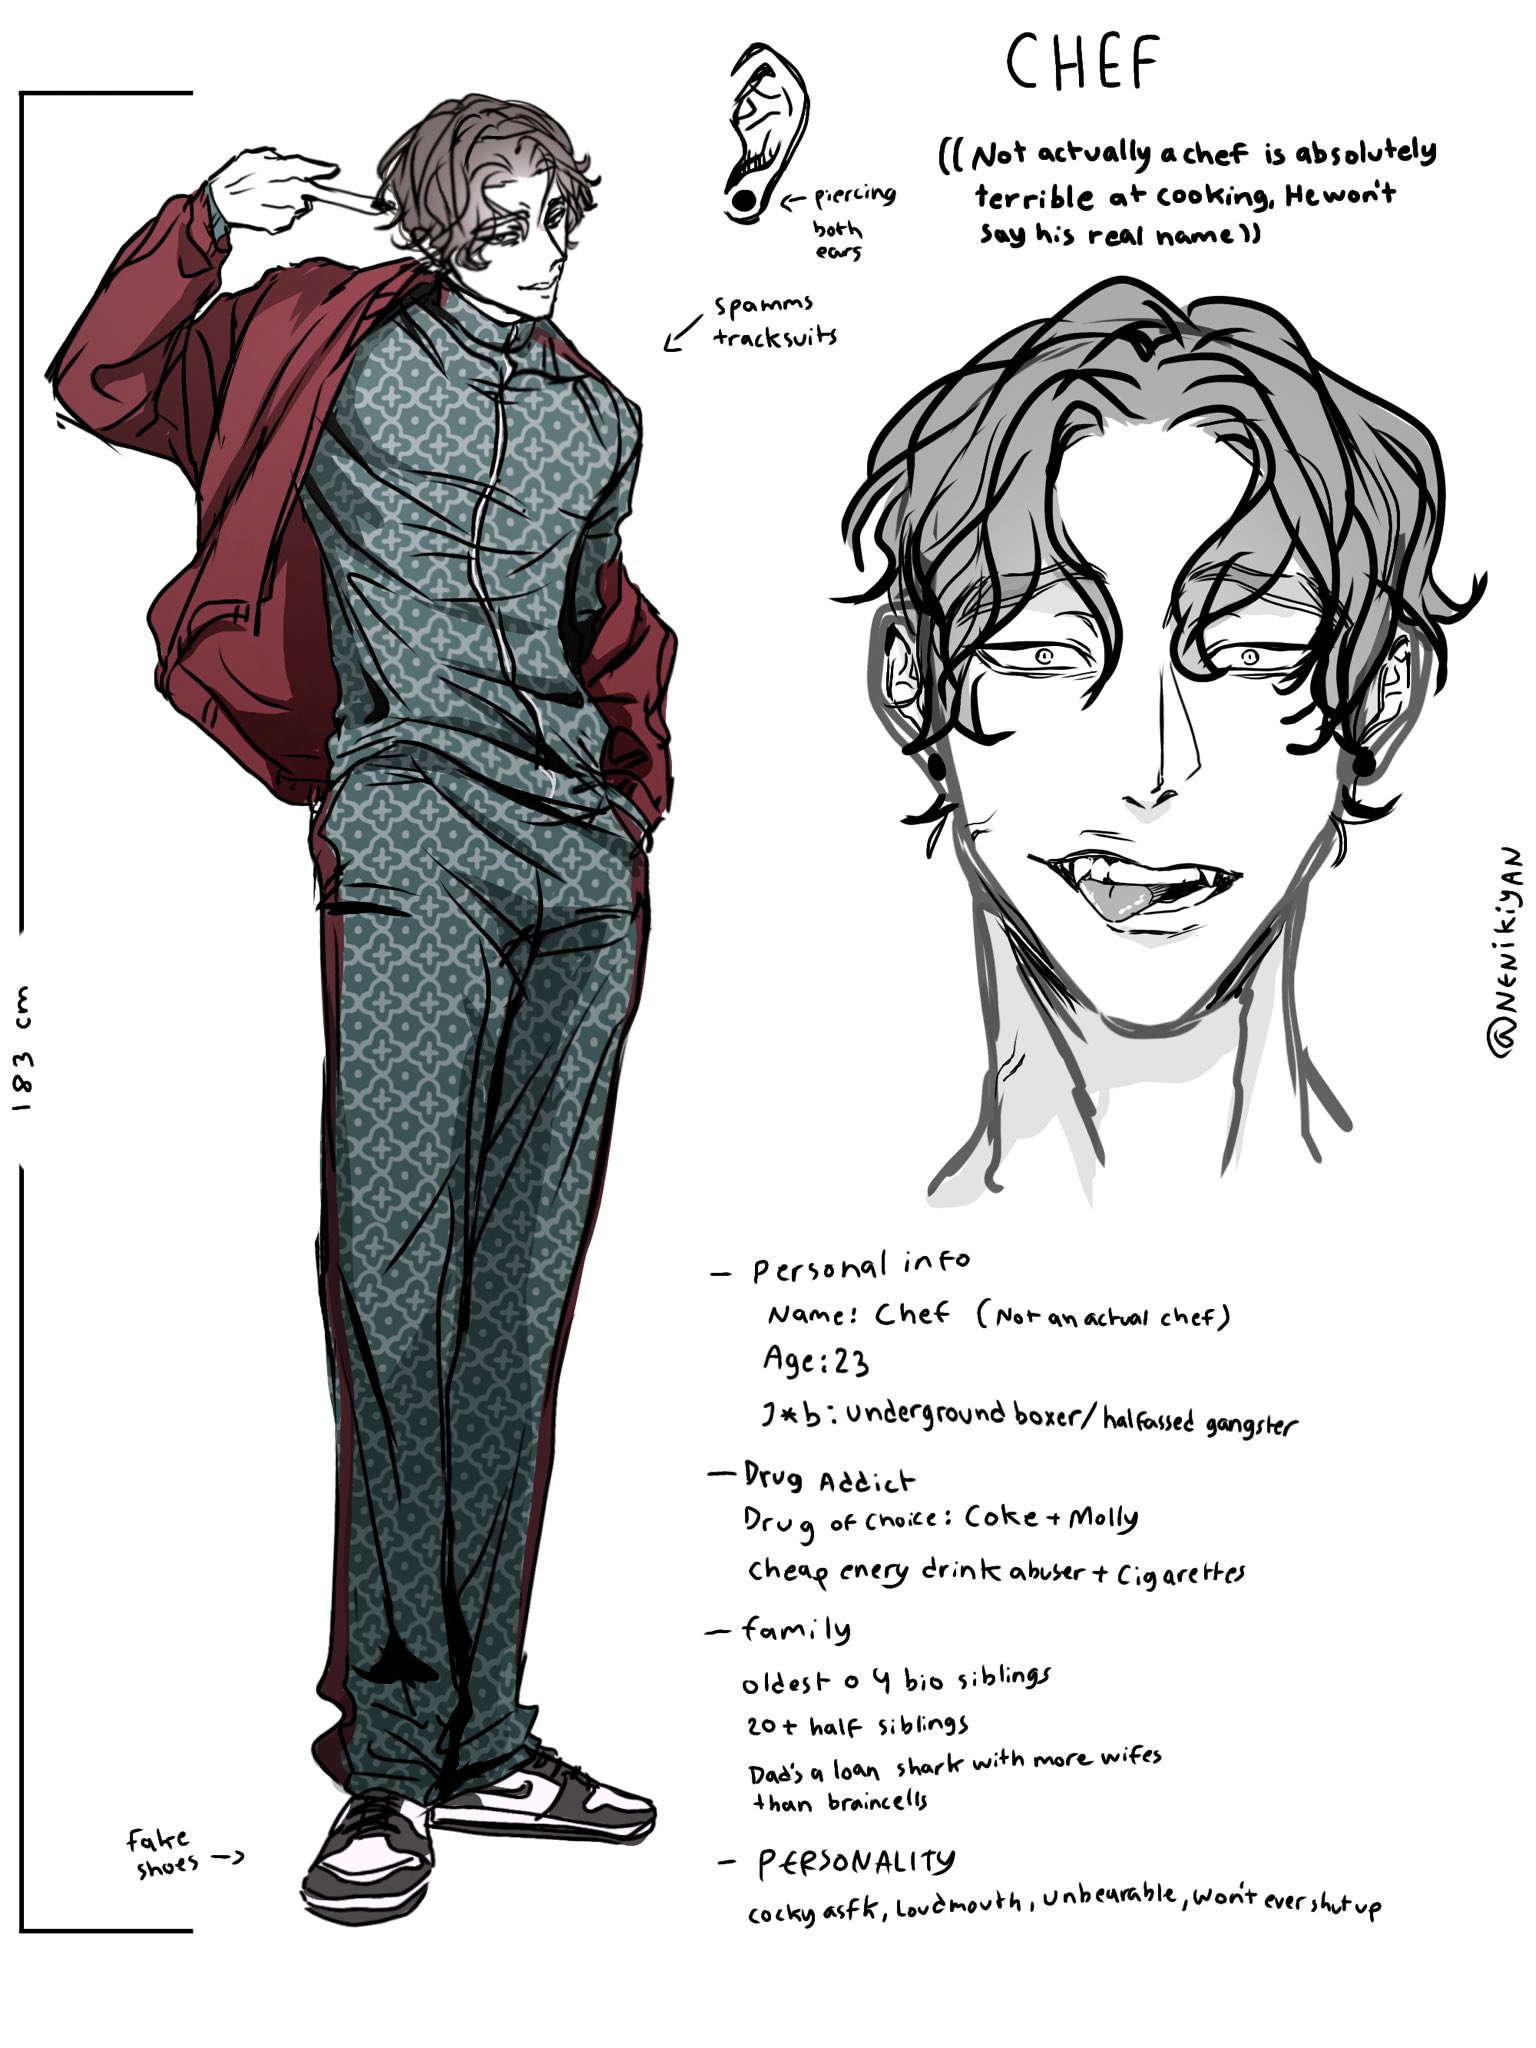 CHEF
((Not actually a chef is absolutely
terrible at cooking, He won't
say his real name))
← piercing
both
ears
spamms
tracksuits
183 cm
@NENIKIYAN
- Personal info
Name: Chef (Not an actual chef)
Age: 23
J*b: underground boxer/halfassed gangster
- Drug Addict
Drug of choice: Coke + Molly
cheap enery drink abuser + Cigarettes
- family
oldest o 4 bio siblings
20+ half siblings
Dad's a loan shark with more wifes
than braincells
- PERSONALITY
cocky asfk, Loudmouth, unbearable, won't ever shut up
fake
shoes →